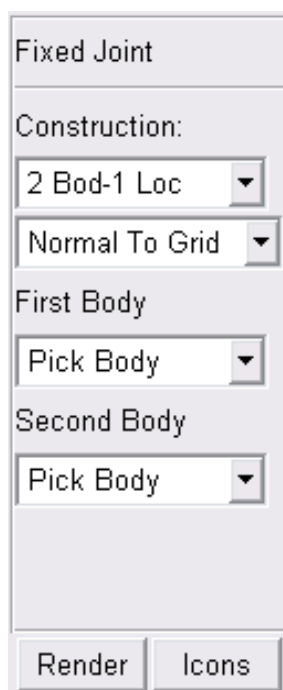 Fixed Joint
Construction:
2 Bod-1 Loc
Normal To Grid
First Body
Pick Body
Second Body
Pick Body
Render Icons